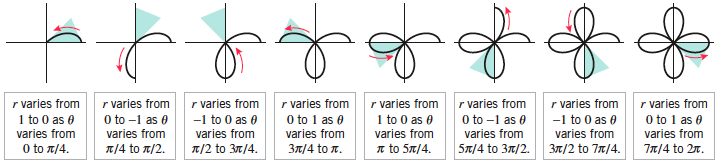 r varies from
1 to 0 as θ
varies from
0 to π/4.
r varies from
0 to −1 as θ
varies from
π/4 to π/2.
r varies from
−1 to 0 as θ
varies from
π/2 to 3π/4.
r varies from
0 to 1 as θ
varies from
3π/4 to π.
r varies from
1 to 0 as θ
varies from
π to 5π/4.
r varies from
0 to −1 as θ
varies from
5π/4 to 3π/2.
r varies from
−1 to 0 as θ
varies from
3π/2 to 7π/4.
r varies from
0 to 1 as θ
varies from
7π/4 to 2π.